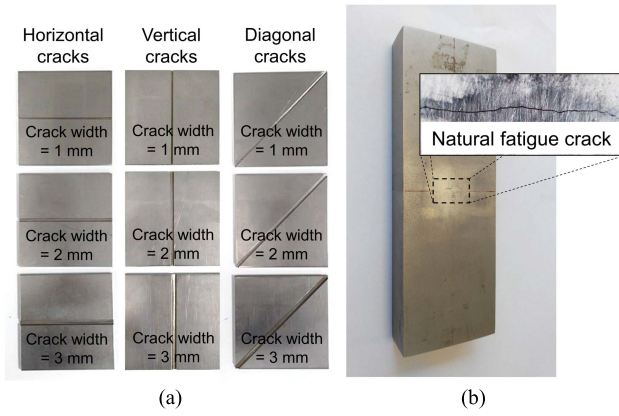 Horizontal
cracks
Vertical
cracks
Diagonal
cracks
Crack width
= 1 mm
Crack width
= 1 mm
Crack width
= 1 mm
Crack width
= 2 mm
Crack width
= 2 mm
Crack width
= 2 mm
Crack width
= 3 mm
Crack width
= 3 mm
Crack width
= 3 mm
(a)
Natural fatigue crack
(b)